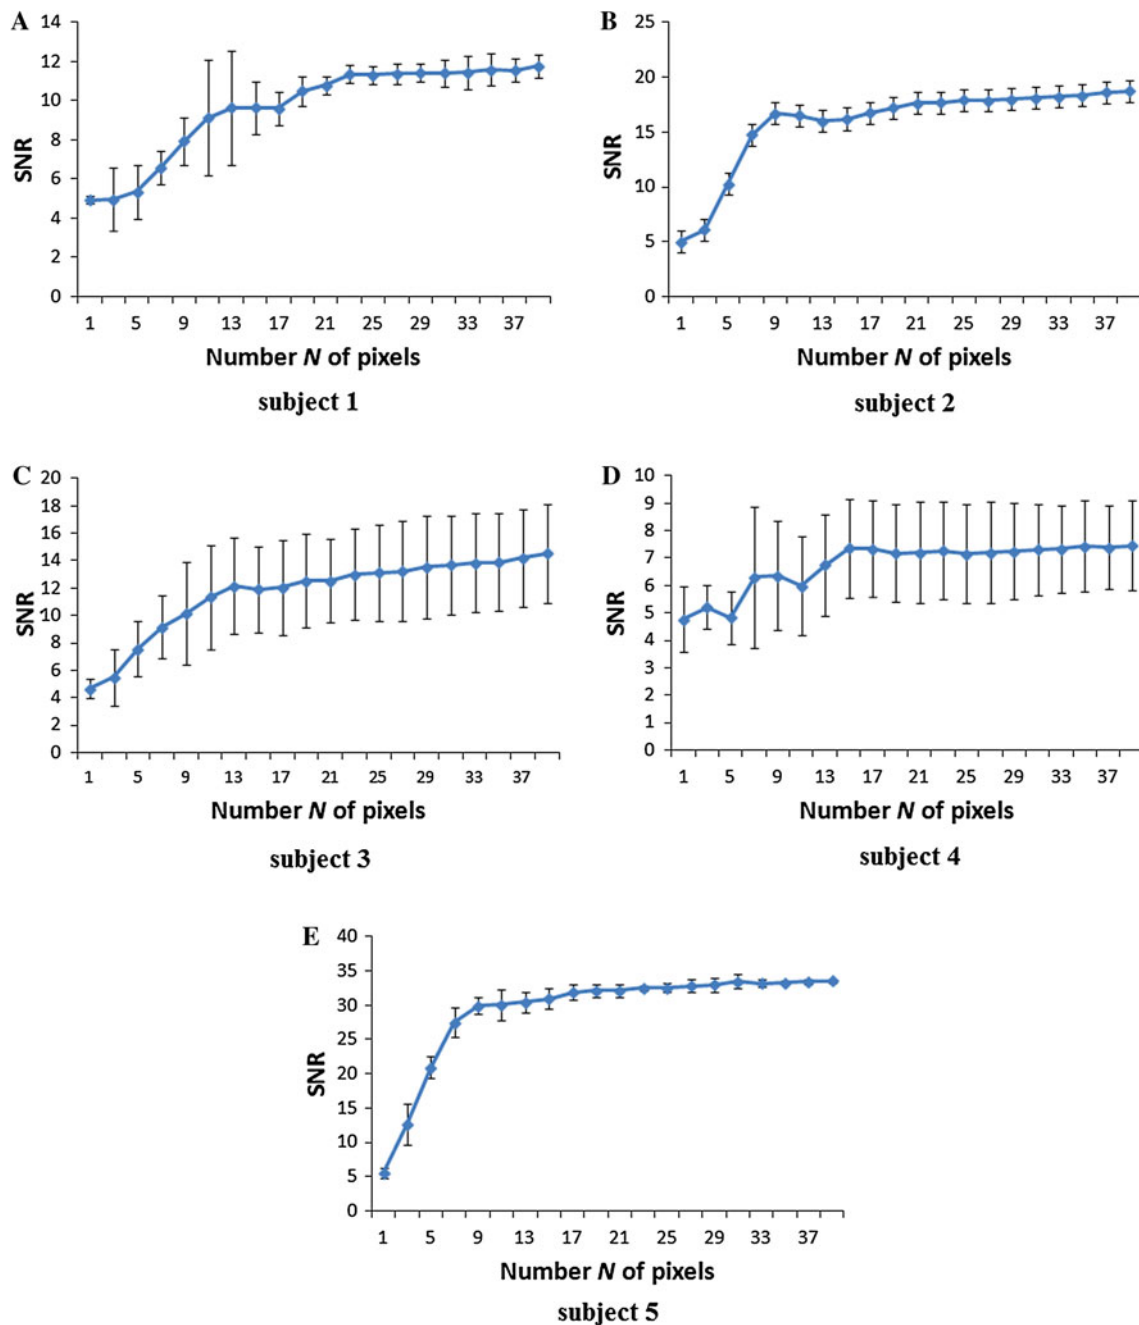 A
14
12
10
8
6
4
2
0
SNR
1 5 9 13 17 21 25 29 33 37
Number N of pixels
subject 1
B
25
20
15
10
5
0
SNR
1 5 9 13 17 21 25 29 33 37
Number N of pixels
subject 2
C
20
18
16
14
12
10
8
6
4
2
0
SNR
1 5 9 13 17 21 25 29 33 37
Number N of pixels
subject 3
D
10
9
8
7
6
5
4
3
2
1
0
SNR
1 5 9 13 17 21 25 29 33 37
Number N of pixels
subject 4
E
40
35
30
25
20
15
10
5
0
SNR
1 5 9 13 17 21 25 29 33 37
Number N of pixels
subject 5